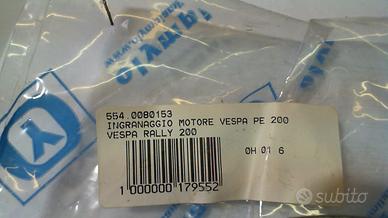 554.0080153
INGRANAGGIO MOTORE VESPA PE 200
VESPA RALLY 200
0H 01 6
1 000000 179552
subito